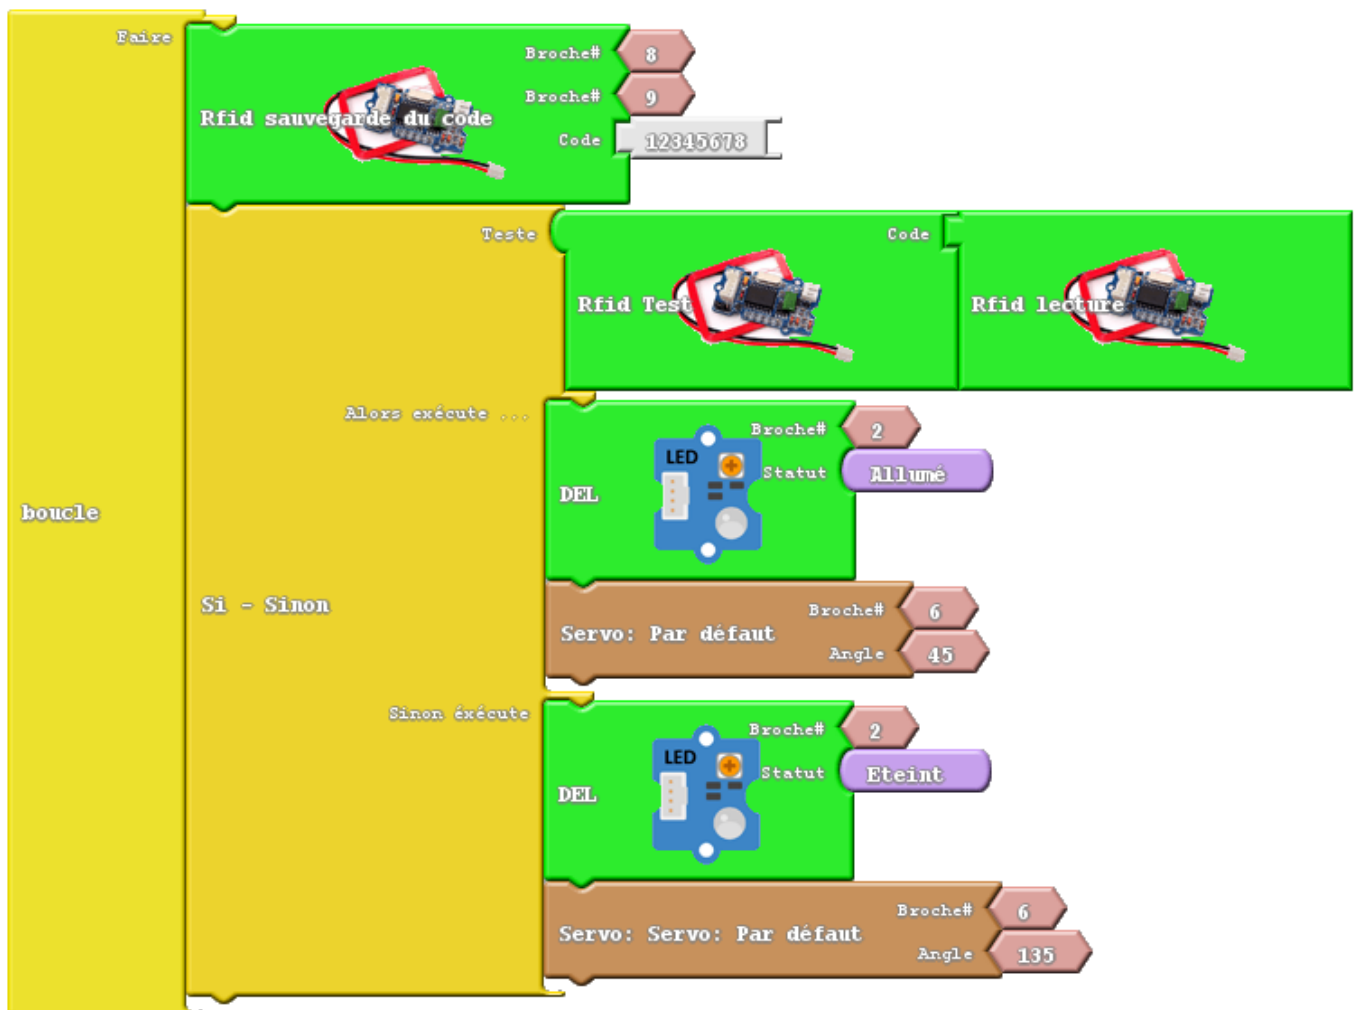 Faire
Broche# 8
Broche# 9
Rfid sauvegarde du code
Code 12345678
Teste
Code
Rfid Test
Rfid lecture
Alors exécute ...
Broche# 2
LED
Statut Allumé
DEL
boucle
Si - Sinon
Broche# 6
Servo: Par défaut
Angle 45
Sinon éxécute
Broche# 2
LED
Statut Eteint
DEL
Broche# 6
Servo: Servo: Par défaut
Angle 135